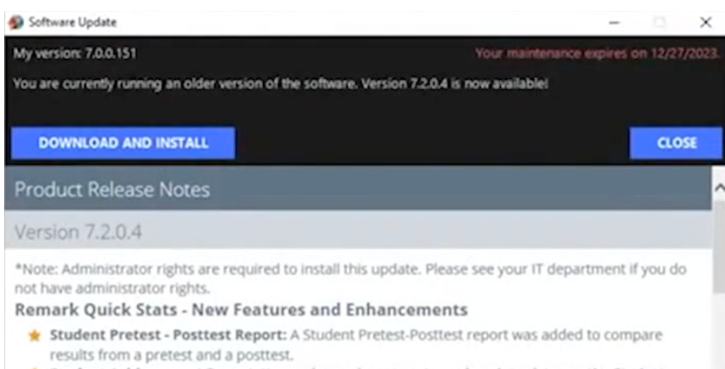 Software Update
My version: 7.0.0.151
Your maintenance expires on 12/27/2023.
You are currently running an older version of the software. Version 7.2.0.4 is now available!
DOWNLOAD AND INSTALL
CLOSE
Product Release Notes
Version 7.2.0.4
*Note: Administrator rights are required to install this update. Please see your IT department if you do
not have administrator rights.
Remark Quick Stats - New Features and Enhancements
Student Pretest - Posttest Report: A Student Pretest-Posttest report was added to compare
results from a pretest and a posttest.